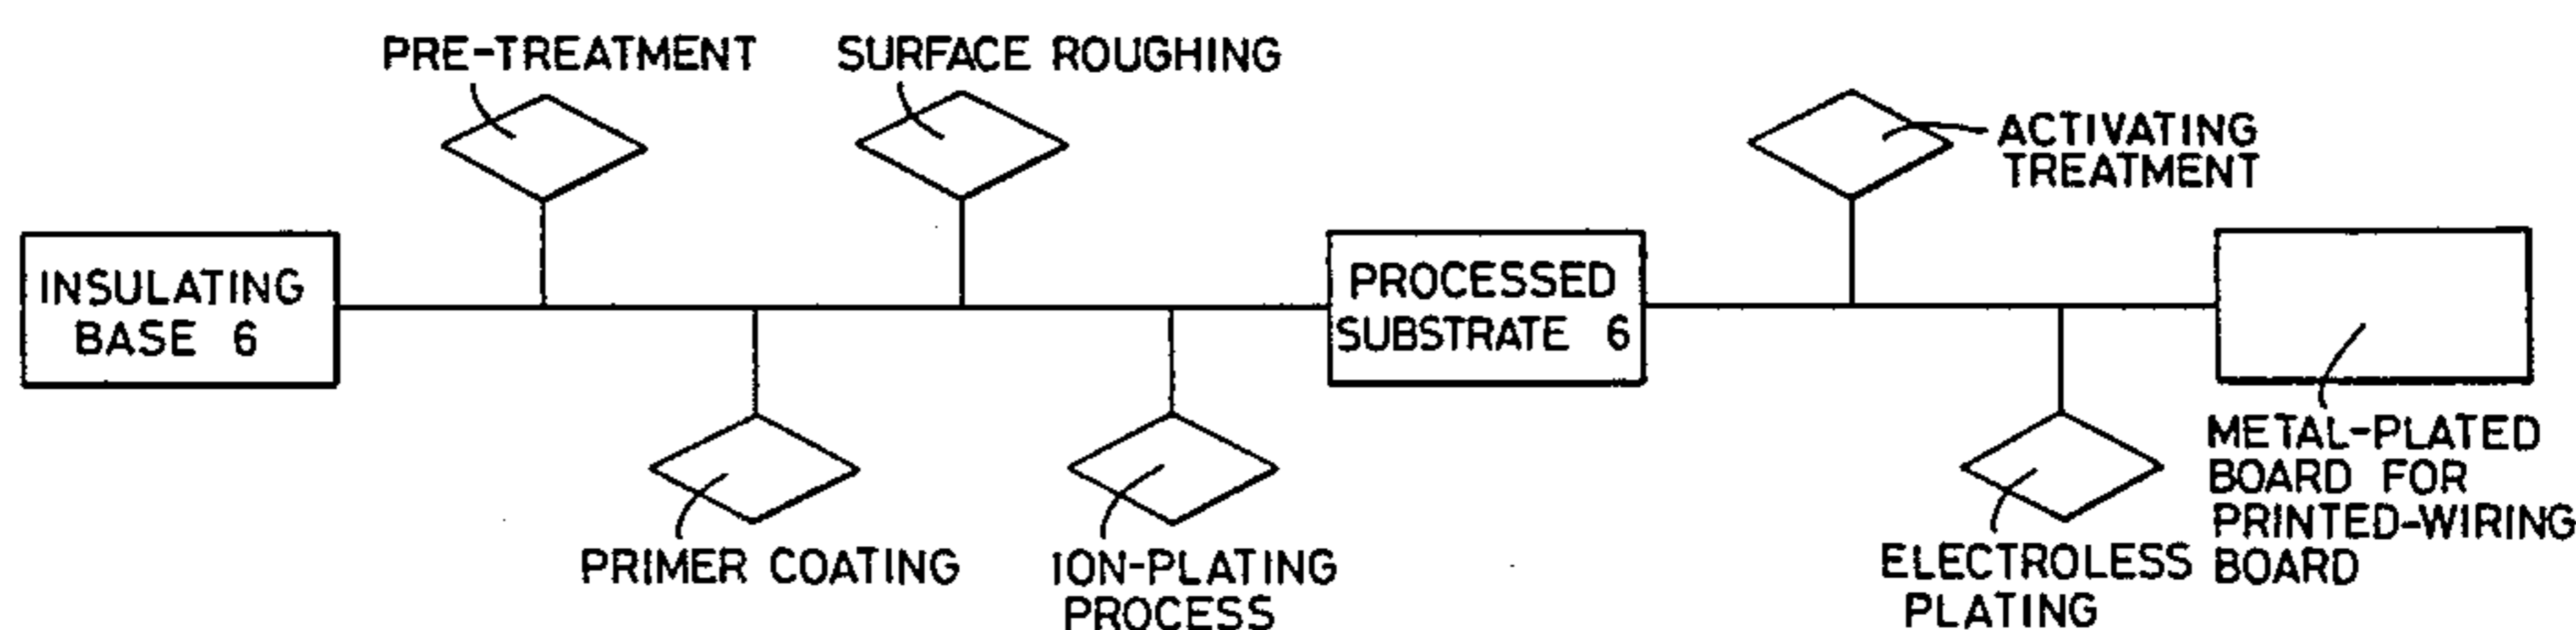 PRE-TREATMENT
SURFACE ROUGHING
ACTIVATING
TREATMENT
INSULATING
BASE 6
PROCESSED
SUBSTRATE 6
PRIMER COATING
ION-PLATING
PROCESS
ELECTROLESS
PLATING
METAL-PLATED
BOARD FOR
PRINTED-WIRING
BOARD